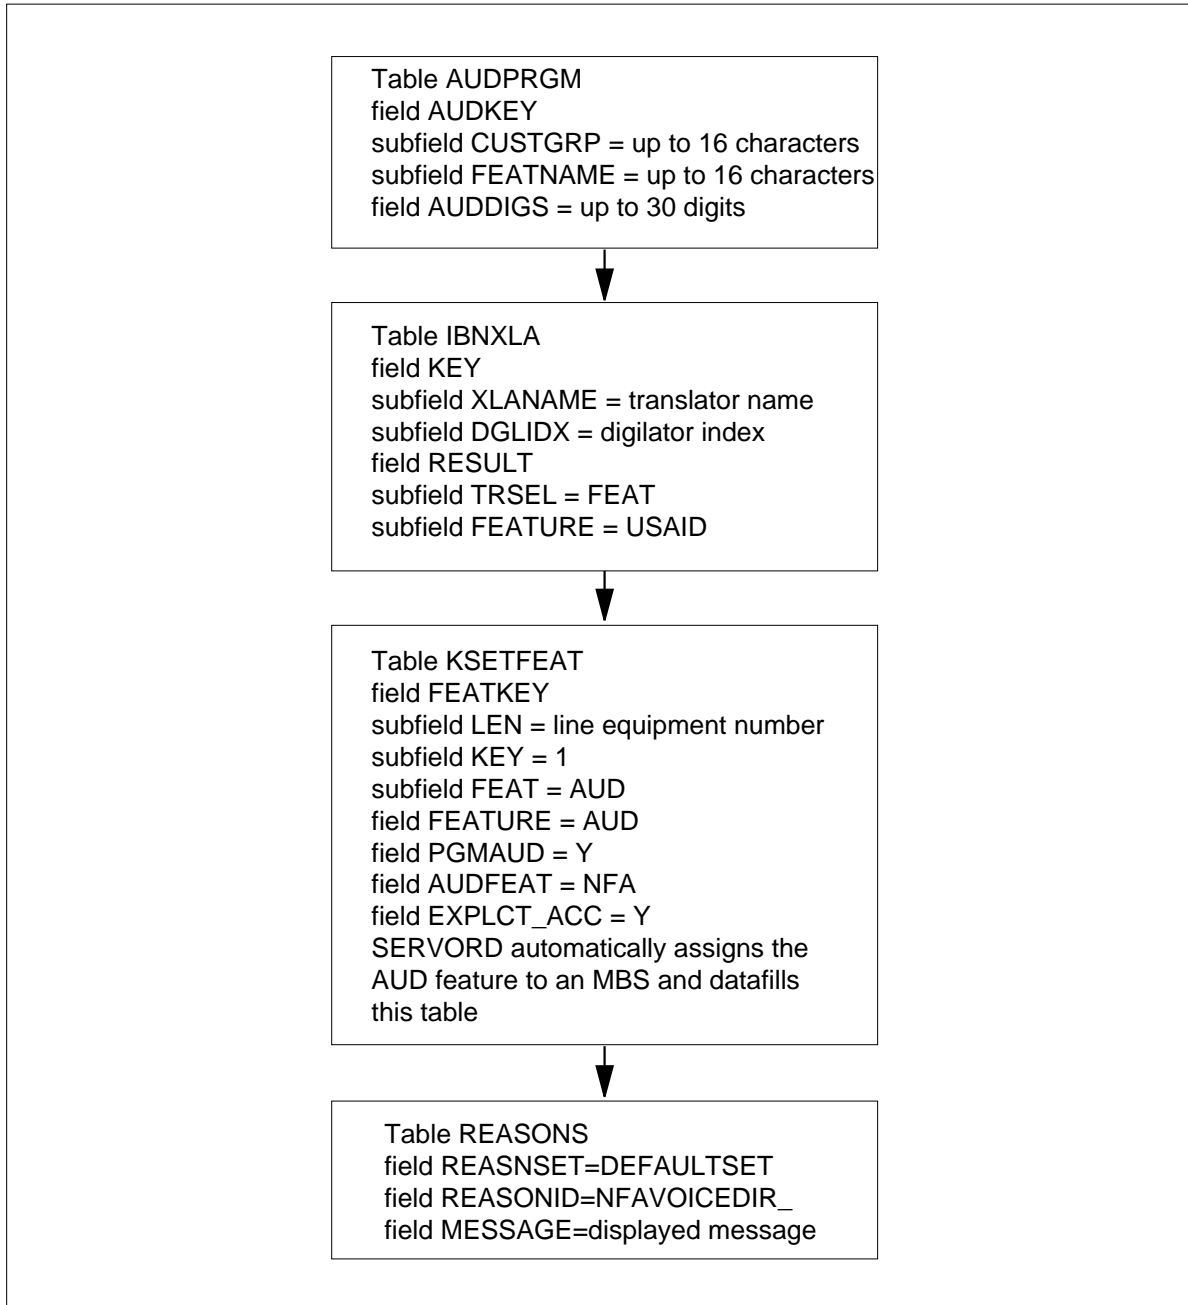 Table AUDPRGM
field AUDKEY
subfield CUSTGRP = up to 16 characters
subfield FEATNAME = up to 16 characters
field AUDDIGS = up to 30 digits
Table IBNXLA
field KEY
subfield XLANAME = translator name
subfield DGLIDX = digilator index
field RESULT
subfield TRSEL = FEAT
subfield FEATURE = USAID
Table KSETFEAT
field FEATKEY
subfield LEN = line equipment number
subfield KEY = 1
subfield FEAT = AUD
field FEATURE = AUD
field PGMAUD = Y
field AUDFEAT = NFA
field EXPLCT_ACC = Y
SERVORD automatically assigns the
AUD feature to an MBS and datafills
this table
Table REASONS
field REASNSET=DEFAULTSET
field REASONID=NFAVOICEDIR_
field MESSAGE=displayed message